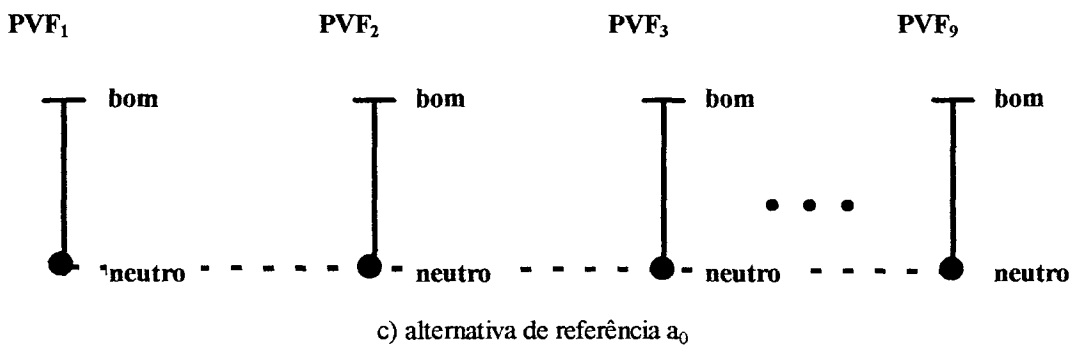 PVF₁ PVF₂ PVF₃ PVF₉
bom bom bom bom
neutro neutro neutro neutro
c) alternativa de referência a₀